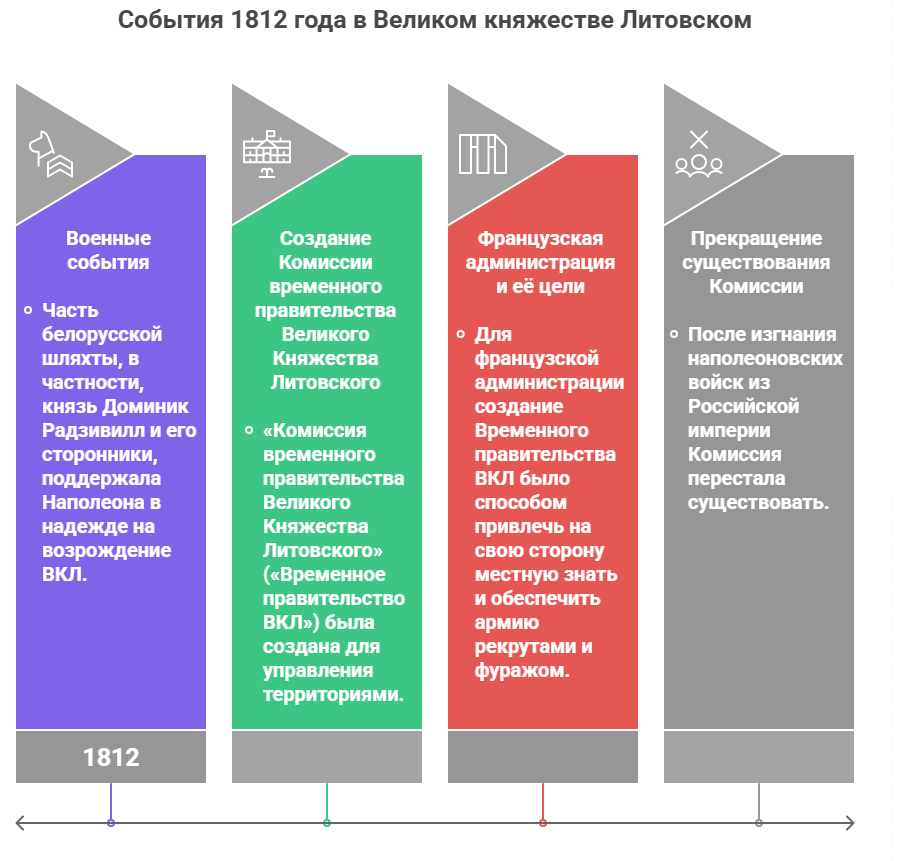 События 1812 года в Великом княжестве Литовском
Военные
события
Часть
белорусской
шляхты, в
частности,
князь Доминик
Радзивилл и его
сторонники,
поддержала
Наполеона в
надежде на
возрождение
ВКЛ.
1812
Создание
Комиссии
временного
правительства
Великого
Княжества
Литовского
«Комиссия
временного
правительства
Великого
Княжества
Литовского»
(«Временное
правительство
ВКЛ») была
создана для
управления
территориями.
Французская
администрация
и её цели
Для
французской
администрации
создание
Временного
правительства
ВКЛ было
способом
привлечь на
свою сторону
местную знать
и обеспечить
армию
рекрутами и
фуражом.
Прекращение
существования
Комиссии
После изгнания
наполеоновских
войск из
Российской
империи
Комиссия
перестала
существовать.